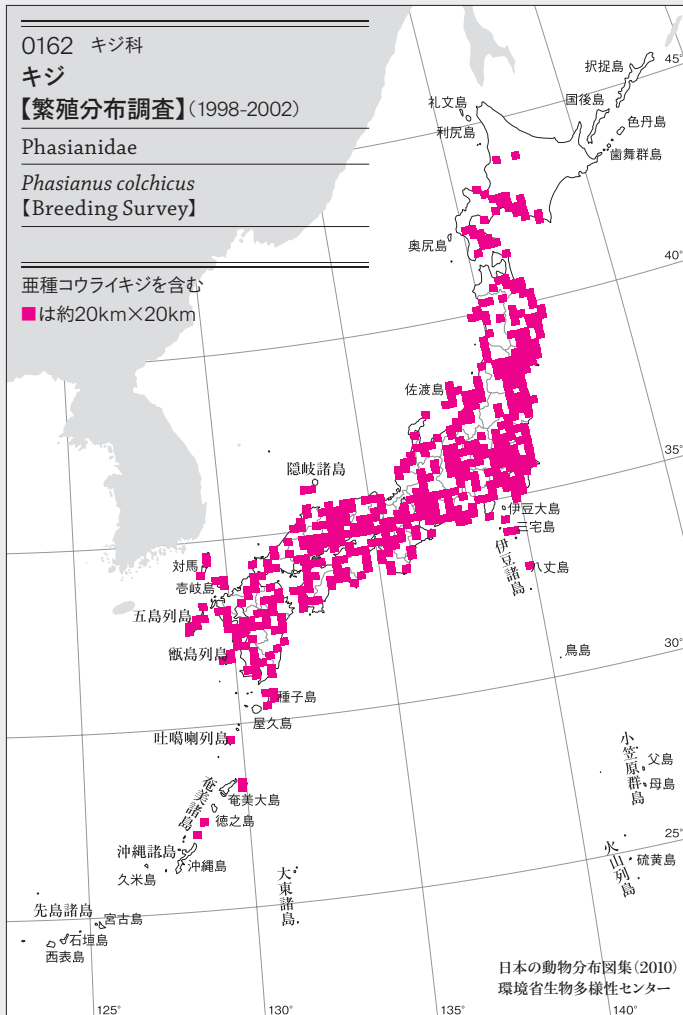 0162 キジ科
キジ
【繁殖分布調査】(1998-2002)
Phasianidae
Phasianus colchicus
【Breeding Survey】
亜種コウライキジを含む
■は約20km×20km
択捉島
45°
国後島
礼文島
色丹島
利尻島
歯舞群島
奥尻島
40°
佐渡島
35°
隠岐諸島
伊豆大島
三宅島
伊豆諸島
八丈島
対馬
壱岐島
五島列島
甑島列島
鳥島
30°
種子島
屋久島
吐噶喇列島
小笠原群島
父島
母島
奄美諸島
奄美大島
徳之島
25°
沖縄諸島
沖縄島
久米島
火山列島
硫黄島
大東諸島
先島諸島
宮古島
石垣島
西表島
日本の動物分布図集(2010)
環境省生物多様性センター
125°
130°
135°
140°